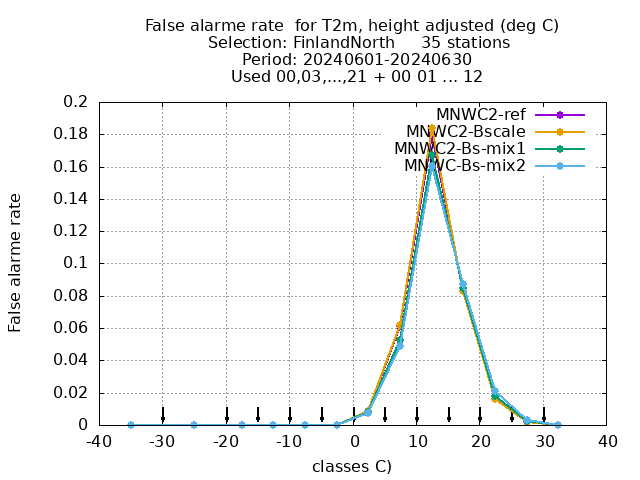 False alarme rate  for T2m, height adjusted (deg C)
Selection: FinlandNorth     35 stations
Period: 20240601-20240630
Used 00,03,...,21 + 00 01 ... 12
MNWC2-ref
MNWC2-Bscale
MNWC2-Bs-mix1
MNWC-Bs-mix2
False alarme rate
0.2
0.18
0.16
0.14
0.12
0.1
0.08
0.06
0.04
0.02
0
-40 -30 -20 -10 0 10 20 30 40
classes C)